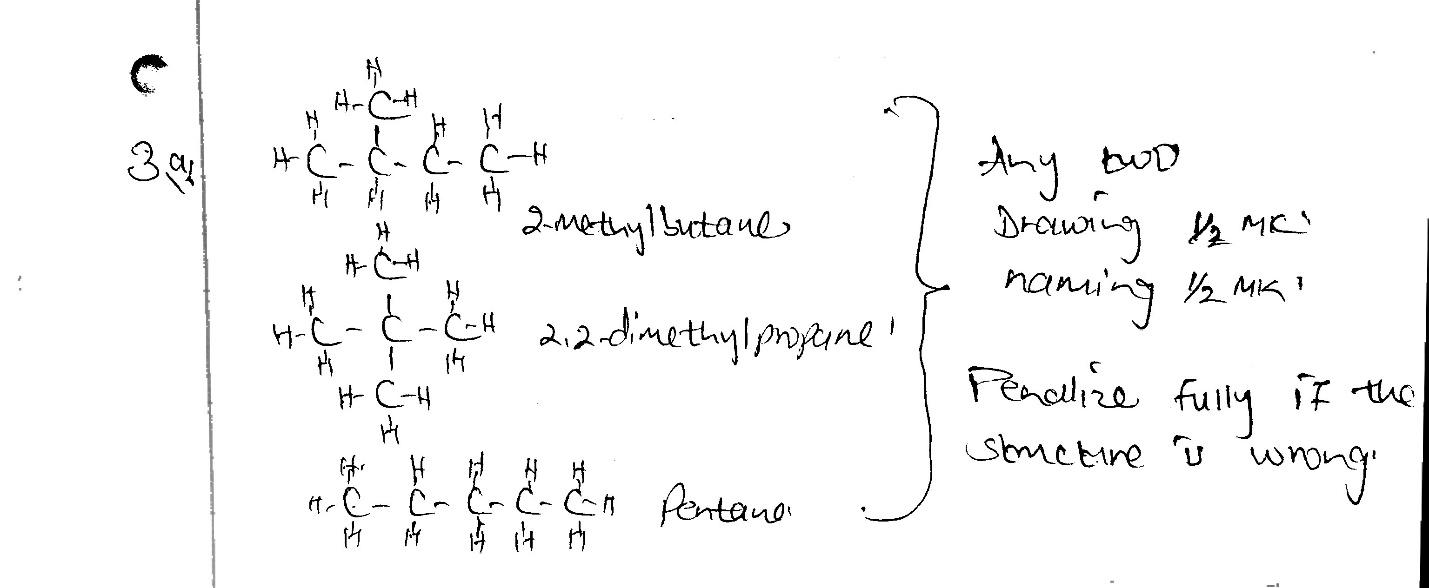 3a,
H
H-C-H
H H H
H-C-C-C-C-H
H H H H
2-methylbutane
H
H-C-H
H H
H-C-C-C-H 2,2-dimethylpropane
H H
H-C-H
H
H H H H H
H-C-C-C-C-C-H Pentane
H H H H H
Any two
Drawing ½ MK
naming ½ MK
Penalize fully if the
structure is wrong.